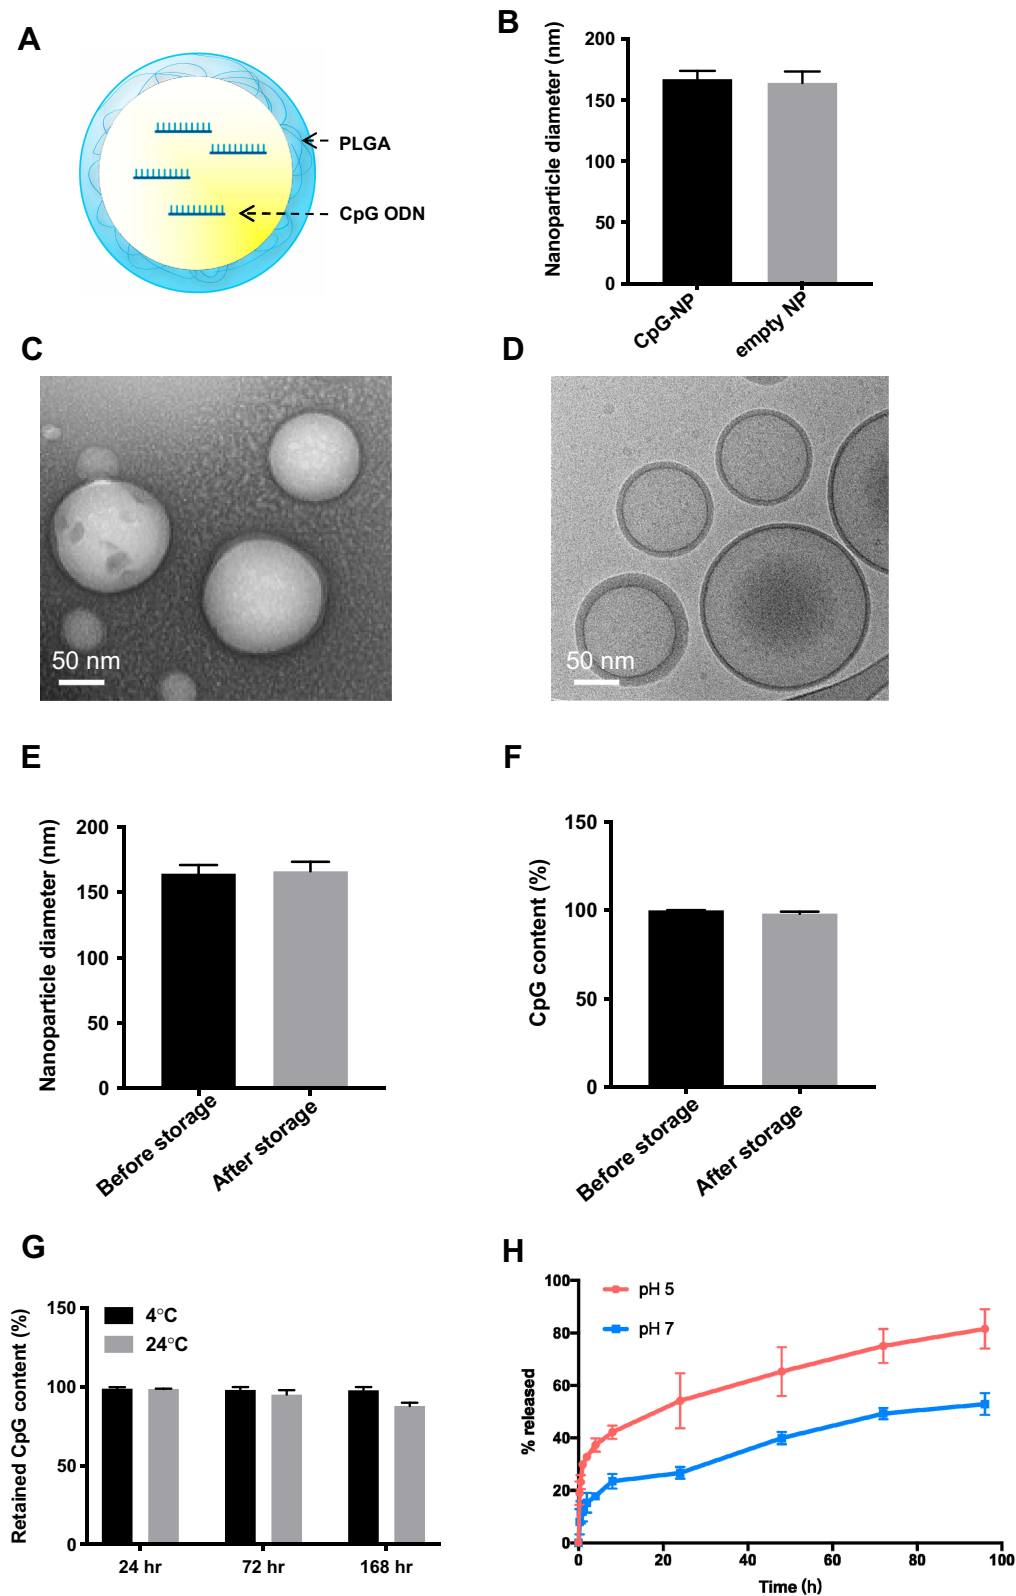 A
PLGA
CpG ODN
B
Nanoparticle diameter (nm)
200
150
100
50
0
CpG-NP
empty NP
C
50 nm
D
50 nm
E
Nanoparticle diameter (nm)
200
150
100
50
0
Before storage
After storage
F
CpG content (%)
150
100
50
0
Before storage
After storage
G
Retained CpG content (%)
150
100
50
0
4°C
24°C
24 hr
72 hr
168 hr
H
% released
100
80
60
40
20
0
pH 5
pH 7
0
20
40
60
80
100
Time (h)